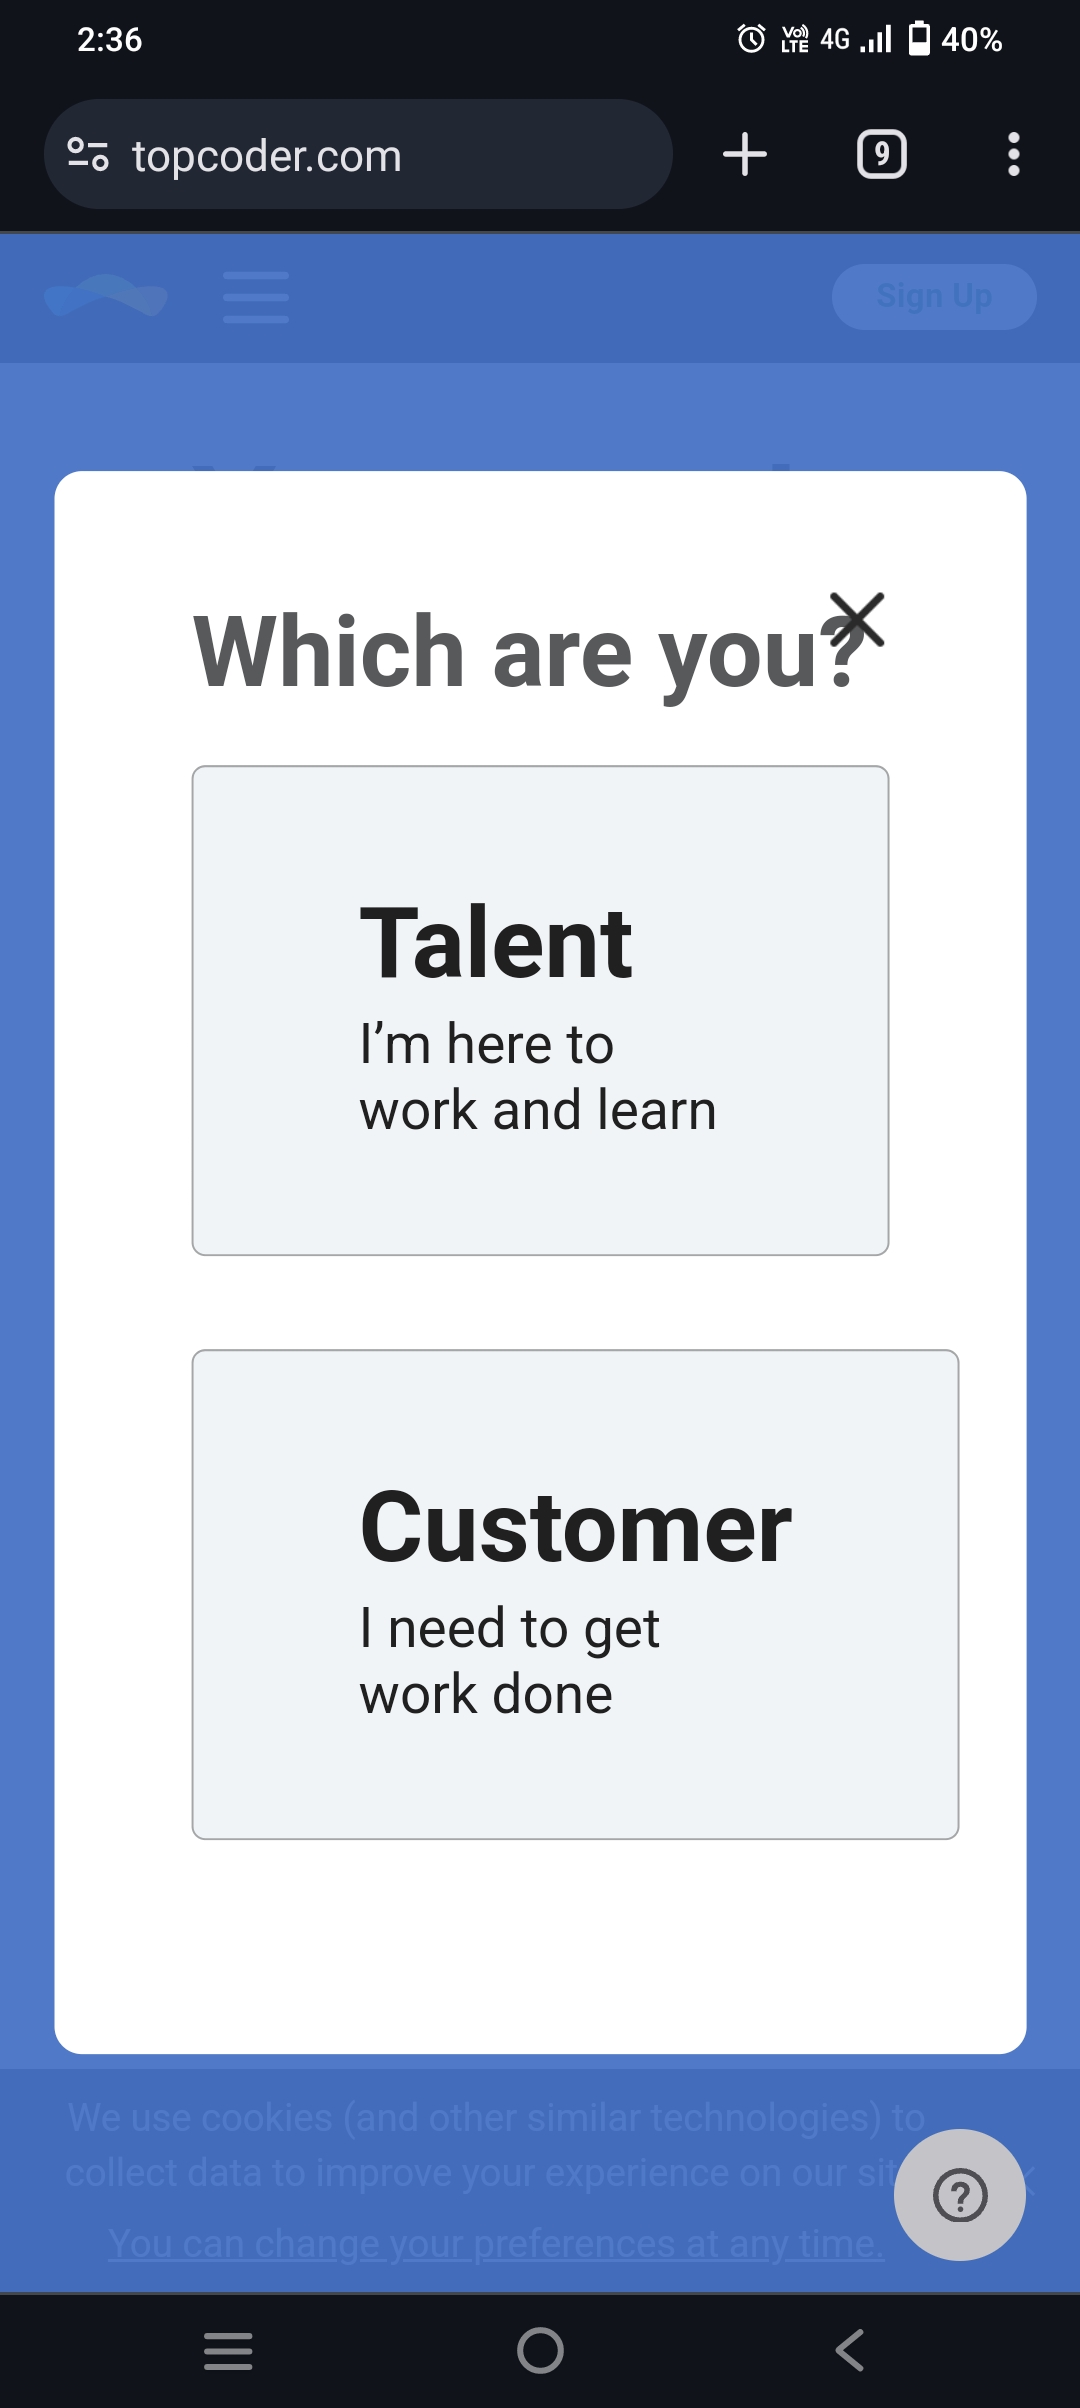 2:36
Vo)) LTE 4G 40%
topcoder.com
9
Sign Up
Which are you?
Talent
I’m here to
work and learn
Customer
I need to get
work done
We use cookies (and other similar technologies) to
collect data to improve your experience on our
You can change your preferences at any time.
?